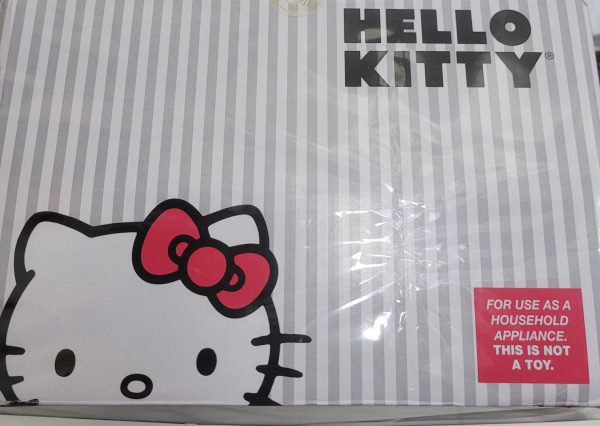 HELLO
KITTY®
FOR USE AS A
HOUSEHOLD
APPLIANCE.
THIS IS NOT
A TOY.